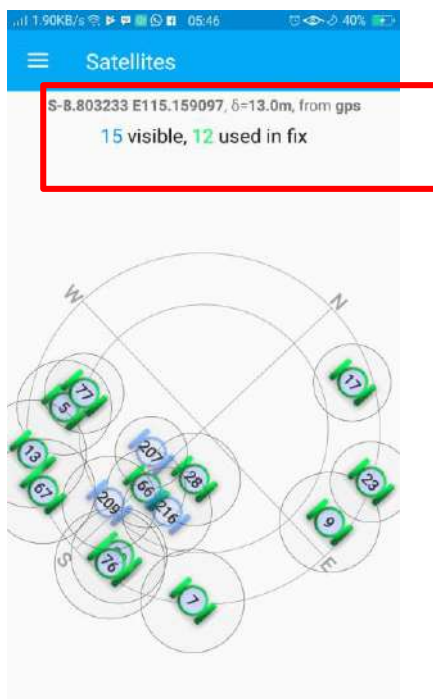 1.90KB/s 05:46 40%
Satellites
S-8.803233 E115.159097, δ=13.0m, from gps
15 visible, 12 used in fix
W
N
77
5
17
13
207
67
66
28
23
209
216
9
76
S
E
7